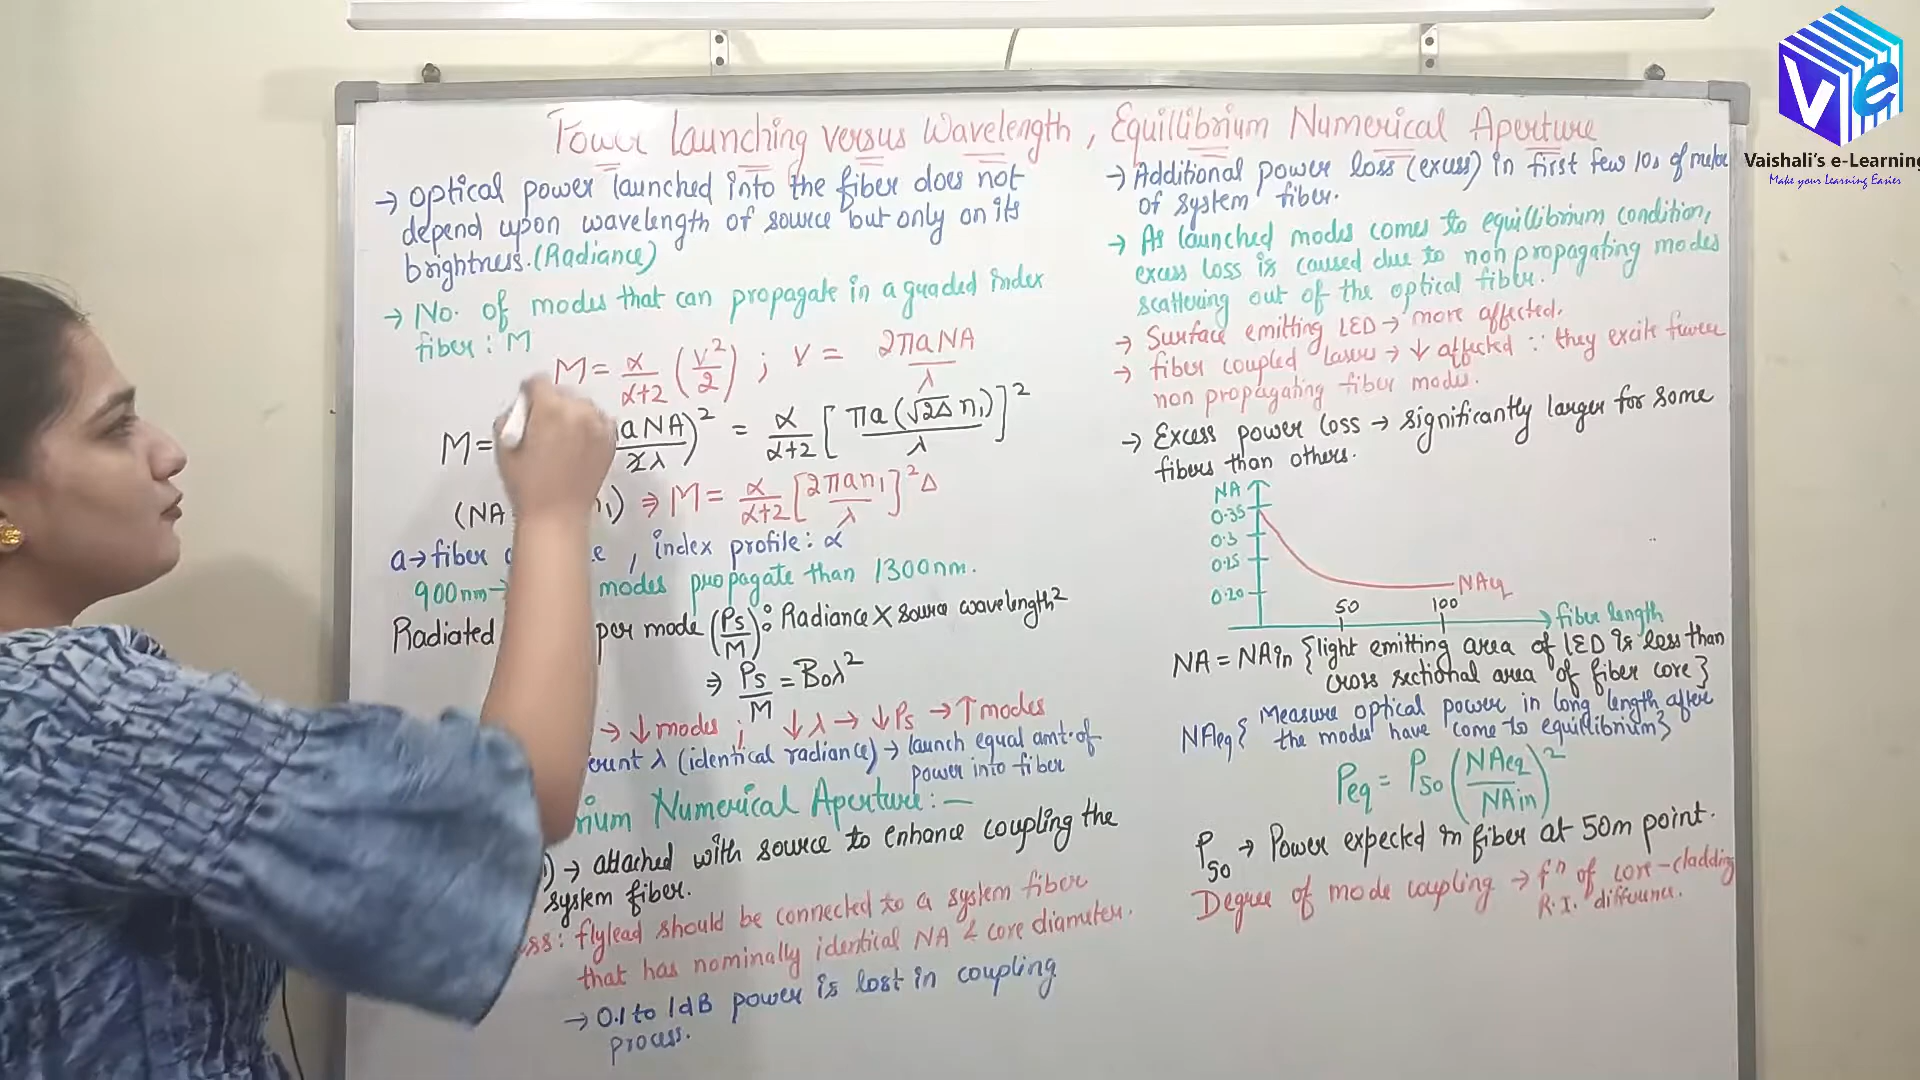 Power launching versus Wavelength, Equillibrium Numerical Aperture
→ optical power launched into the fiber does not
depend upon wavelength of source but only on its
brightness. (Radiance)
→ No. of modes that can propagate in a graded index
fiber : M
M = α/α+2 (V²/2) ; V = 2πaNA/λ
M = aNA/2λ)² = α/α+2 [πa(√2Δ n₁)/λ]²
(NA n₁) ⇒ M = α/α+2 [2πan₁/λ]² Δ
a → fiber e , index profile : α
900nm → modes propagate than 1300nm.
Radiated per mode (Ps/M) : Radiance X source wavelength²
⇒ Ps/M = B₀λ²
→ ↓ modes ; ↓ λ → ↓ Ps → ↑ modes
λ (identical radiance) → launch equal amt. of
power into fiber
Numerical Aperture : —
) → attached with source to enhance coupling the
system fiber.
: flylead should be connected to a system fiber
that has nominally identical NA & core diameter.
→ 0.1 to 1dB power is lost in coupling
process.
→ Additional power loss (excess) in first few 10s of meter
of system fiber.
→ As launched modes comes to equillibrium condition,
excess loss is caused due to non propagating modes
scattering out of the optical fiber.
→ Surface emitting LED → more affected.
→ fiber coupled lasers → ↓ affected ∵ they excite fewer
non propagating fiber modes.
→ Excess power loss → significantly larger for some
fibers than others.
NA
0.35
0.3
0.25
0.20
50
100
NAeq
fiber length
NA = NAin {light emitting area of LED is less than
cross sectional area of fiber core}
NAeq { Measure optical power in long length after
the modes have come to equillibrium}
Peq = P50 (NAeq/NAin)²
P50 → Power expected in fiber at 50m point.
Degree of mode coupling → fⁿ of core-cladding
R.I. difference.
Ve
Vaishali's e-Learning
Make your Learning Easier